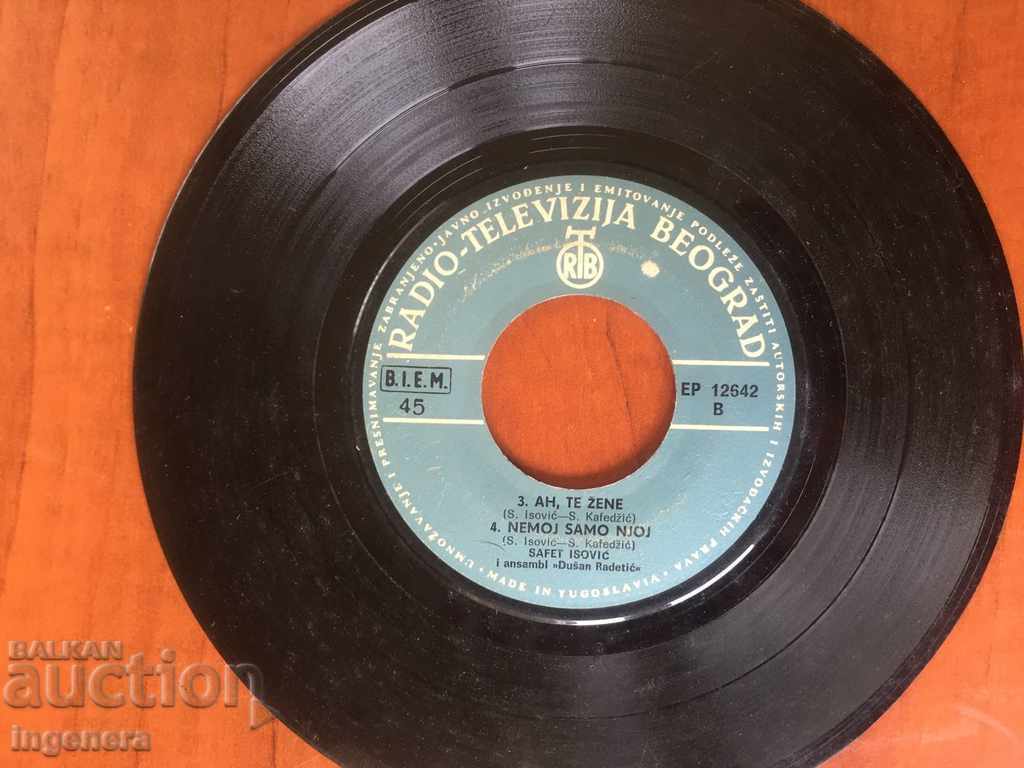 UMNOŽAVANJE I PRESNIMAVANJE ZABRANJENO-JAVNO IZVOĐENJE I EMITOVANJE PODLEŽE ZAŠTITI AUTORSKIH I IZVOĐAČKIH PRAVA
RADIO-TELEVIZIJA BEOGRAD
RTB
B.I.E.M.
45
EP 12642
B
3. AH, TE ŽENE
(S. Isović—S. Kafedžić)
4. NEMOJ SAMO NJOJ
(S. Isović—S. Kafedžić)
SAFET ISOVIĆ
i ansambl »Dušan Radetić«
MADE IN YUGOSLAVIA
BALKAN
auction
ingenera